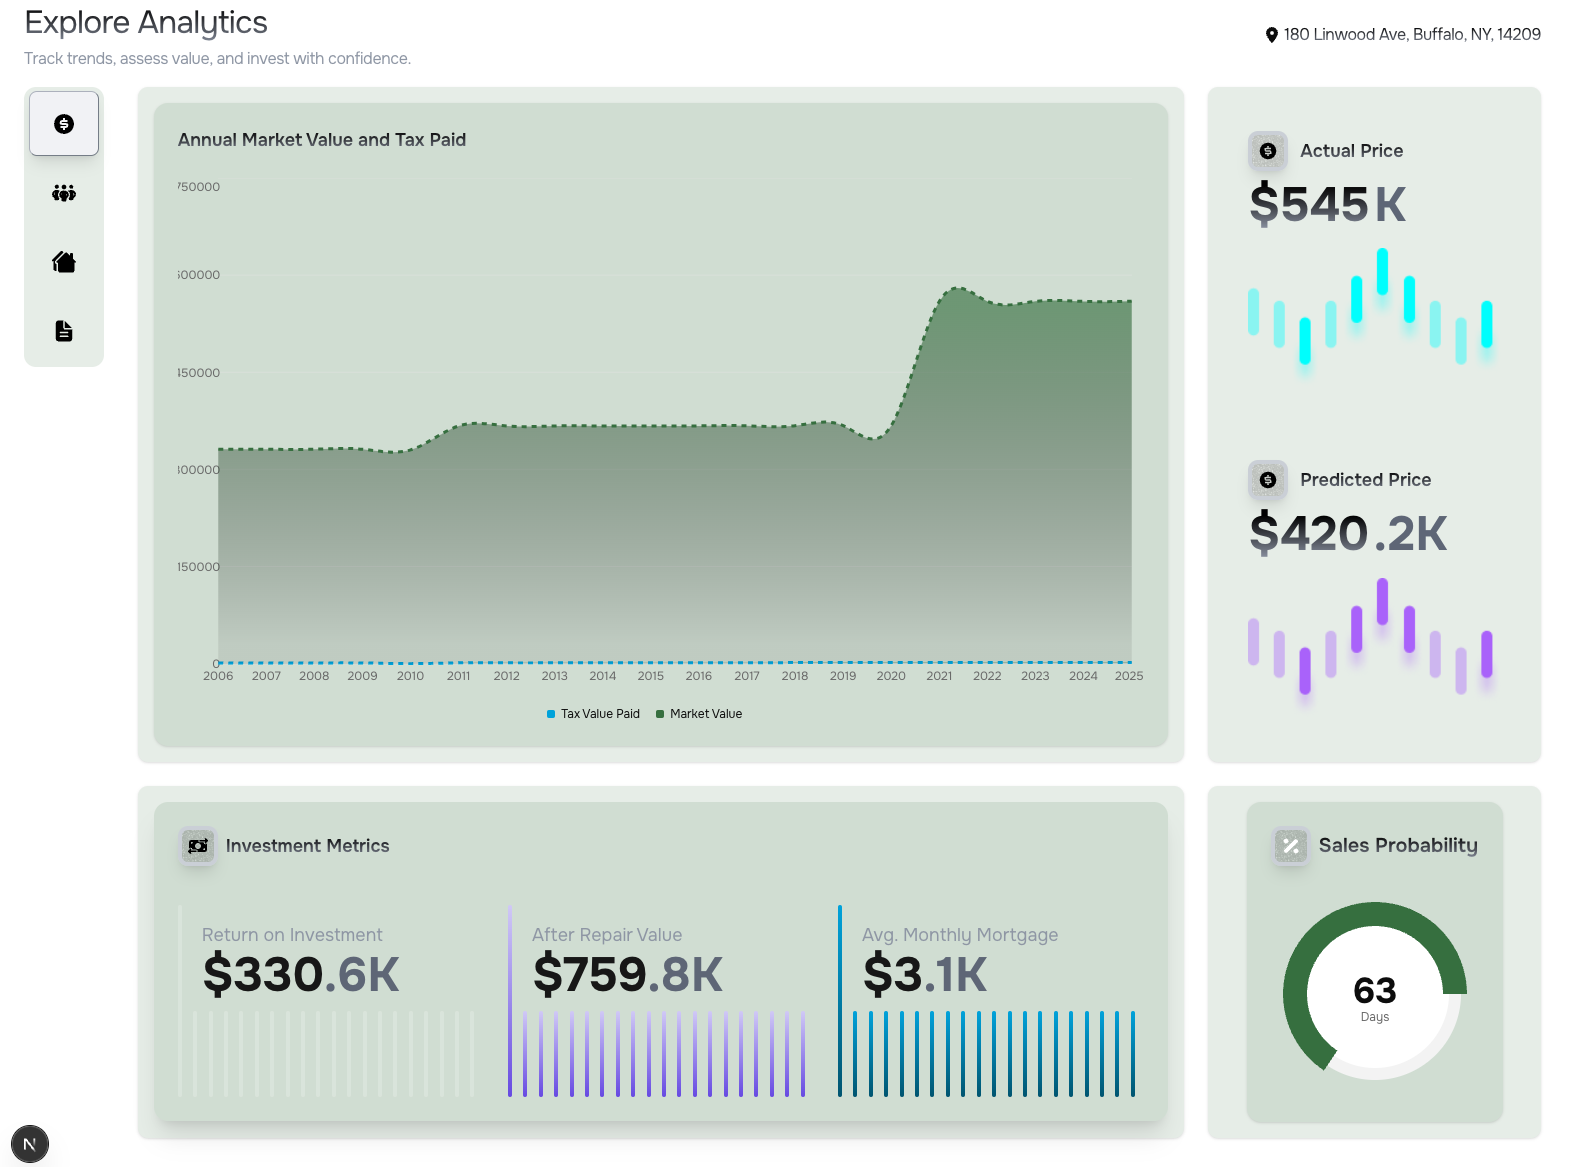 Explore Analytics
Track trends, assess value, and invest with confidence.
180 Linwood Ave, Buffalo, NY, 14209
Annual Market Value and Tax Paid
750000
600000
450000
300000
150000
0
2006 2007 2008 2009 2010 2011 2012 2013 2014 2015 2016 2017 2018 2019 2020 2021 2022 2023 2024 2025
Tax Value Paid Market Value
Actual Price
$545K
Predicted Price
$420.2K
Investment Metrics
Return on Investment
$330.6K
After Repair Value
$759.8K
Avg. Monthly Mortgage
$3.1K
Sales Probability
63
Days
N